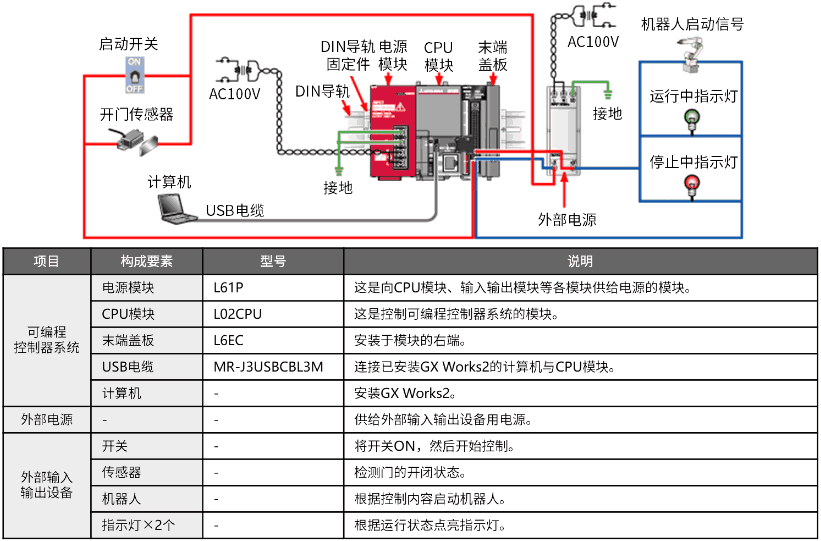 启动开关
ON
OFF
开门传感器
计算机
USB电缆
AC100V
DIN导轨
固定件
DIN导轨
电源
模块
CPU
模块
末端
盖板
接地
AC100V
接地
外部电源
机器人启动信号
运行中指示灯
停止中指示灯
项目 构成要素 型号 说明
可编程
控制器系统
电源模块 L61P 这是向CPU模块、输入输出模块等各模块供给电源的模块。
CPU模块 L02CPU 这是控制可编程控制器系统的模块。
末端盖板 L6EC 安装于模块的右端。
USB电缆 MR-J3USBCBL3M 连接已安装GX Works2的计算机与CPU模块。
计算机 - 安装GX Works2。
外部电源 - - 供给外部输入输出设备用电源。
外部输入
输出设备
开关 - 将开关ON，然后开始控制。
传感器 - 检测门的开闭状态。
机器人 - 根据控制内容启动机器人。
指示灯×2个 - 根据运行状态点亮指示灯。